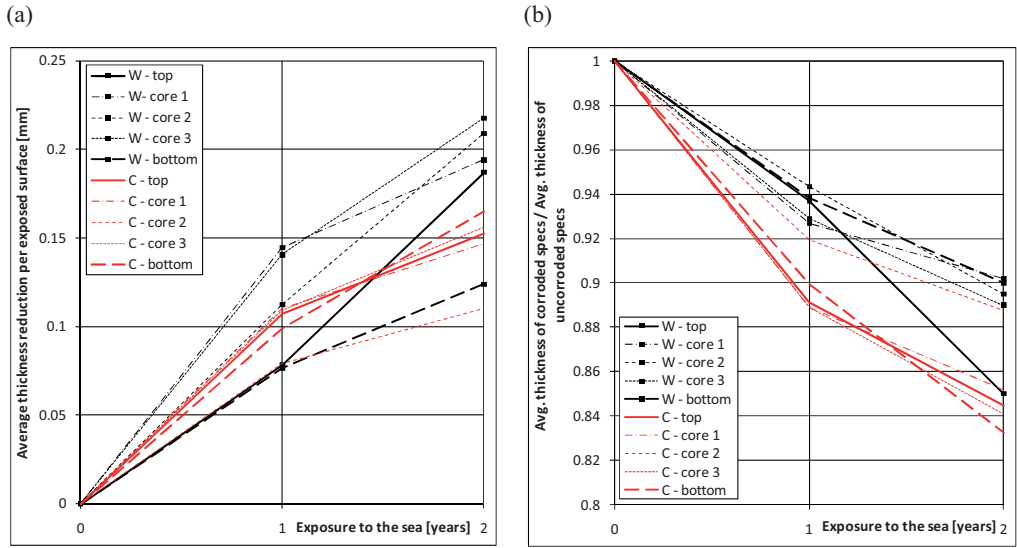 (a)
(b)
Average thickness reduction per exposed surface [mm]
0.25
0.2
0.15
0.1
0.05
0
W - top
W- core 1
W - core 2
W - core 3
W - bottom
C - top
C - core 1
C - core 2
C - core 3
C - bottom
0
1
Exposure to the sea [years]
2
Avg. thickness of corroded specs / Avg. thickness of
uncorroded specs
1
0.98
0.96
0.94
0.92
0.9
0.88
0.86
0.84
0.82
0.8
W - top
W - core 1
W - core 2
W - core 3
W - bottom
C - top
C - core 1
C - core 2
C - core 3
C - bottom
0
1
Exposure to the sea [years]
2